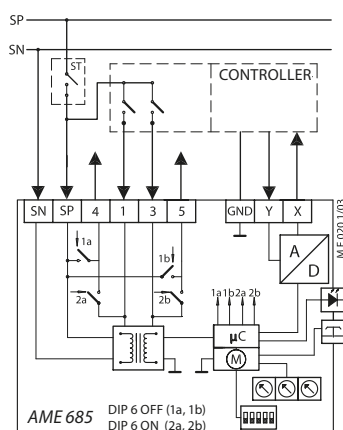 SP
SN
ST
CONTROLLER
SN SP 4 1 3 5 GND Y X
1a
1b
2a
2b
A
D
1a 1b 2a 2b
µC
M
AME 685
DIP 6 OFF (1a, 1b)
DIP 6 ON (2a, 2b)